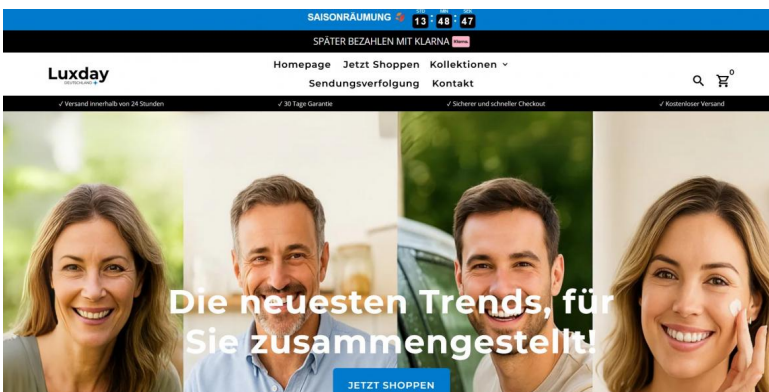 SAISONRÄUMUNG
STD MIN SEK
13 : 48 : 47
SPÄTER BEZAHLEN MIT KLARNA Klarna.
Homepage Jetzt Shoppen Kollektionen
Sendungsverfolgung Kontakt
Luxday
DEUTSCHLAND
0
✓ Versand innerhalb von 24 Stunden
✓ 30 Tage Garantie
✓ Sicherer und schneller Checkout
✓ Kostenloser Versand
Die neuesten Trends, für
Sie zusammengestellt!
JETZT SHOPPEN